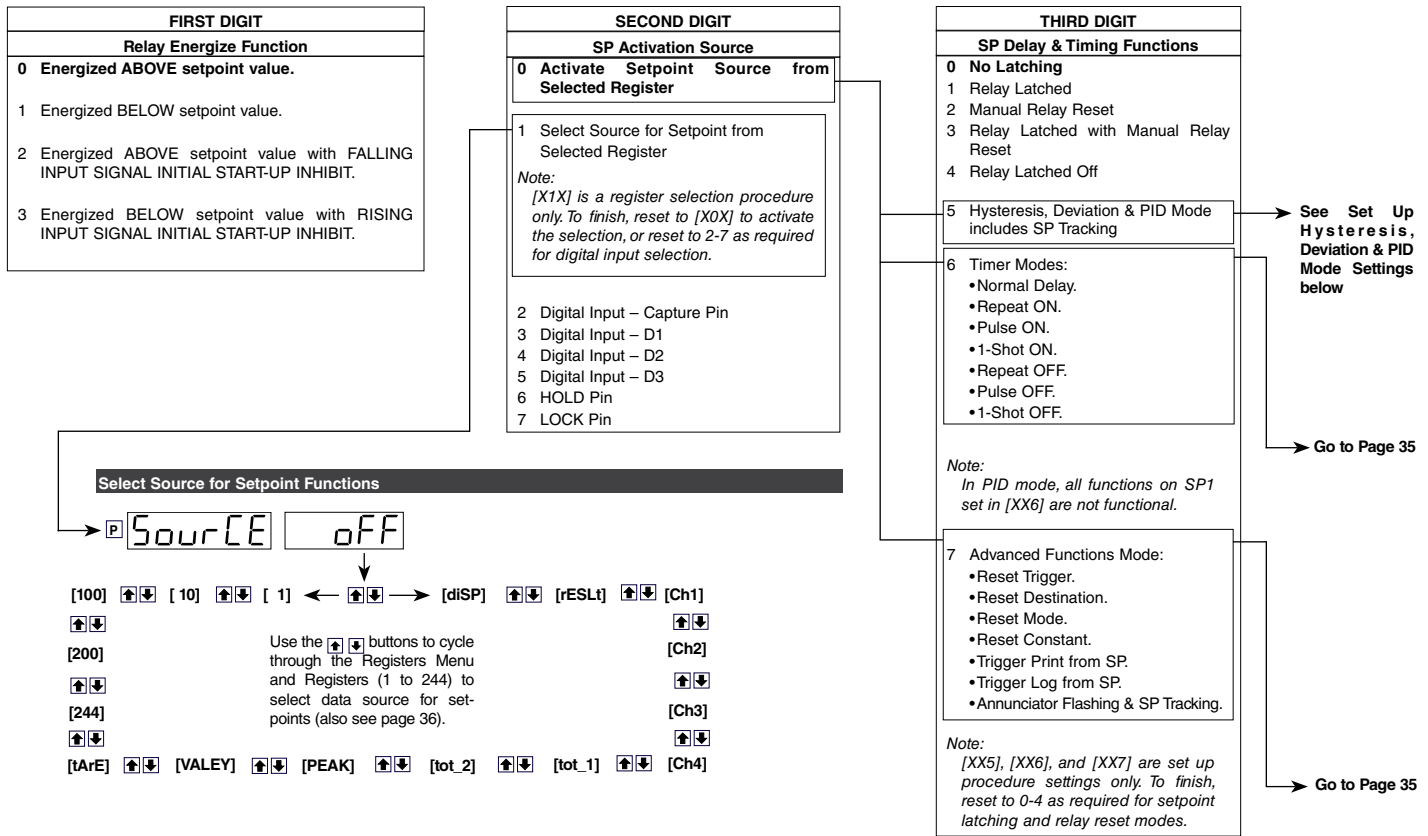 FIRST DIGIT
Relay Energize Function
0 Energized ABOVE setpoint value.
1 Energized BELOW setpoint value.
2 Energized ABOVE setpoint value with FALLING
INPUT SIGNAL INITIAL START-UP INHIBIT.
3 Energized BELOW setpoint value with RISING
INPUT SIGNAL INITIAL START-UP INHIBIT.
SECOND DIGIT
SP Activation Source
0 Activate Setpoint Source from
Selected Register
1 Select Source for Setpoint from
Selected Register
Note:
[X1X] is a register selection procedure
only. To finish, reset to [X0X] to activate
the selection, or reset to 2-7 as required
for digital input selection.
2 Digital Input – Capture Pin
3 Digital Input – D1
4 Digital Input – D2
5 Digital Input – D3
6 HOLD Pin
7 LOCK Pin
THIRD DIGIT
SP Delay & Timing Functions
0 No Latching
1 Relay Latched
2 Manual Relay Reset
3 Relay Latched with Manual Relay
Reset
4 Relay Latched Off
5 Hysteresis, Deviation & PID Mode
includes SP Tracking
See Set Up
Hysteresis,
Deviation & PID
Mode Settings
below
6 Timer Modes:
•Normal Delay.
•Repeat ON.
•Pulse ON.
•1-Shot ON.
•Repeat OFF.
•Pulse OFF.
•1-Shot OFF.
Go to Page 35
Note:
In PID mode, all functions on SP1
set in [XX6] are not functional.
7 Advanced Functions Mode:
•Reset Trigger.
•Reset Destination.
•Reset Mode.
•Reset Constant.
•Trigger Print from SP.
•Trigger Log from SP.
•Annunciator Flashing & SP Tracking.
Note:
[XX5], [XX6], and [XX7] are set up
procedure settings only. To finish,
reset to 0-4 as required for setpoint
latching and relay reset modes.
Go to Page 35
Select Source for Setpoint Functions
P SourCE oFF
[100] [ 10] [ 1] [diSP] [rESLt] [Ch1]
[200] [Ch2]
[244] [Ch3]
Use the buttons to cycle
through the Registers Menu
and Registers (1 to 244) to
select data source for set-
points (also see page 36).
[tArE] [VALEY] [PEAK] [tot_2] [tot_1] [Ch4]